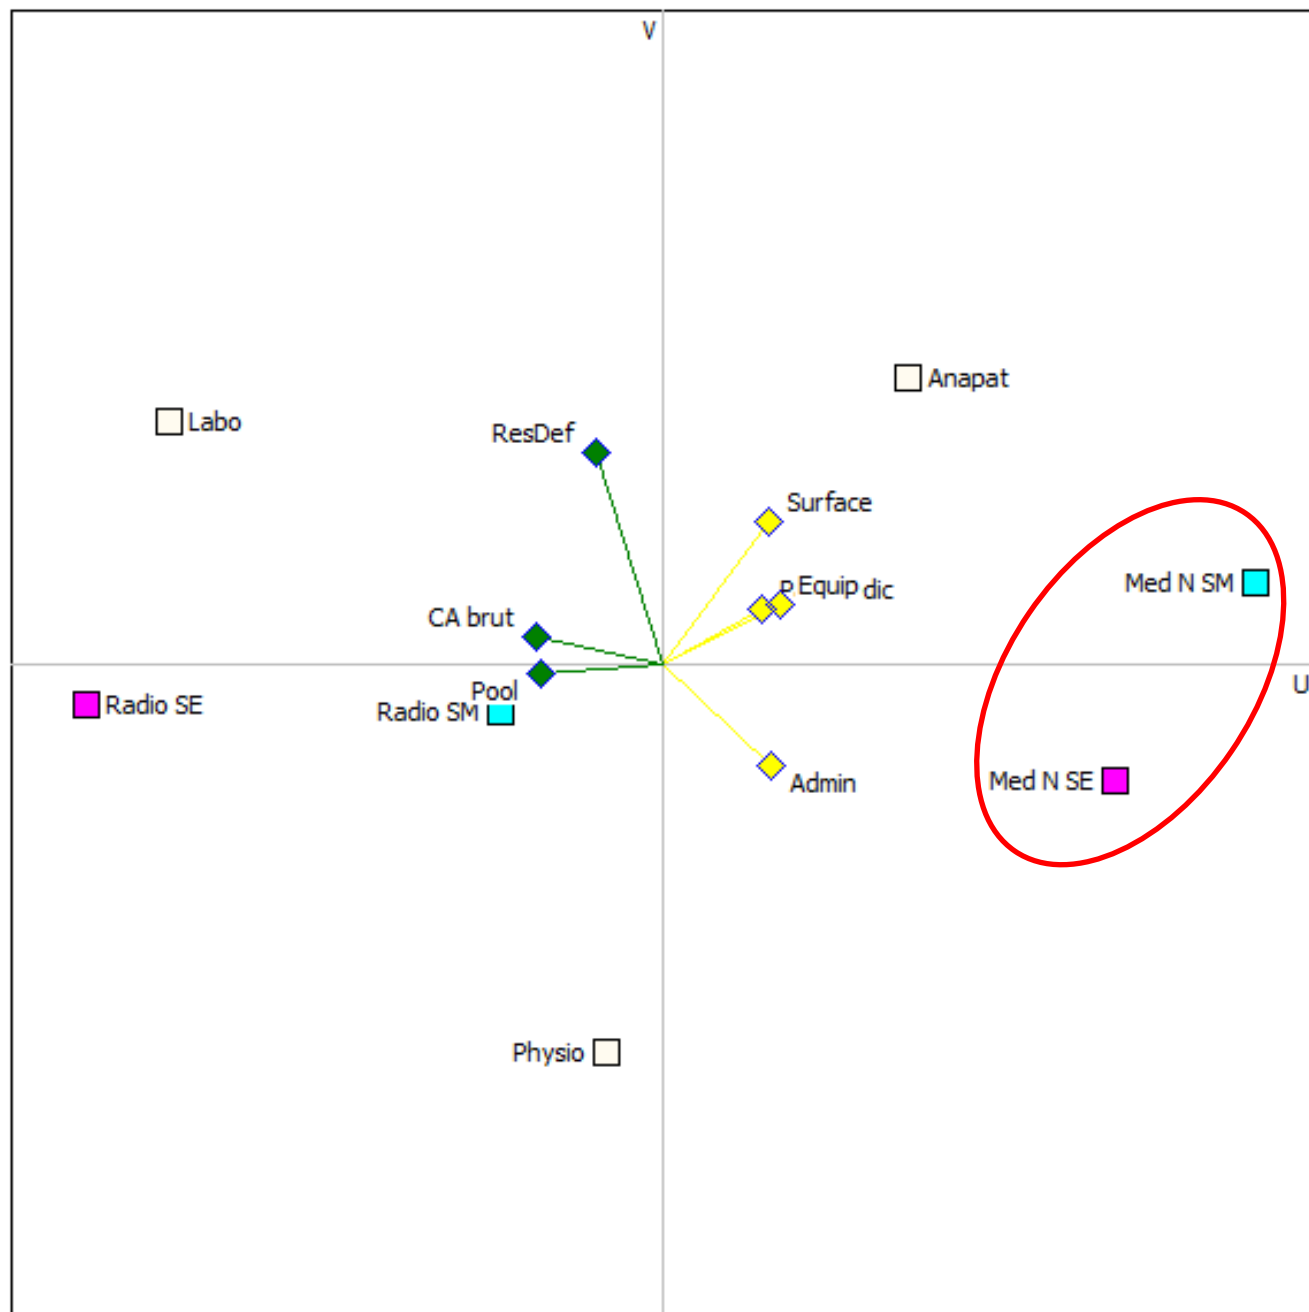 V
Anapat
Labo
ResDef
Surface
Equip
dic
Med N SM
CA brut
U
Pool
Radio SE
Radio SM
Admin
Med N SE
Physio